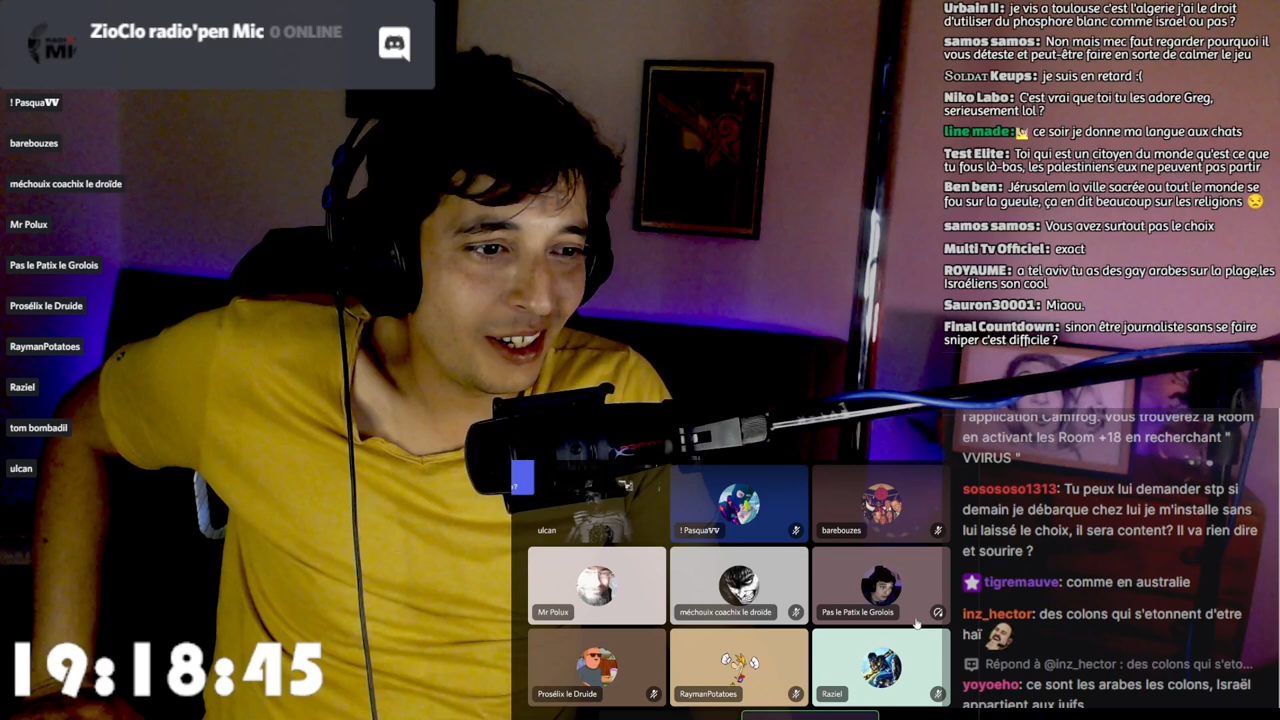 ZioClo radio'pen Mic 0 ONLINE
MI
! PasquaVV
barebouzes
méchouix coachix le droïde
Mr Polux
Pas le Patix le Grolois
Prosélix le Druide
RaymanPotatoes
Raziel
tom bombadil
ulcan
19:18:45
Urbain II: je vis a toulouse c'est l'algerie j'ai le droit
d'utiliser du phosphore blanc comme israel ou pas ?
samos samos: Non mais mec faut regarder pourquoi il
vous déteste et peut-être faire en sorte de calmer le jeu
SOLDAT Keups: je suis en retard :(
Niko Labo: C'est vrai que toi tu les adore Greg,
serieusement lol ?
line made: ce soir je donne ma langue aux chats
Test Elite: Toi qui est un citoyen du monde qu'est ce que
tu fous là-bas, les palestiniens eux ne peuvent pas partir
Ben ben: Jérusalem la ville sacrée ou tout le monde se
fou sur la gueule, ça en dit beaucoup sur les religions 😒
samos samos: Vous avez surtout pas le choix
Multi Tv Officiel: exact
ROYAUME: a tel aviv tu as des gay arabes sur la plage,les
Israéliens son cool
Sauron30001: Miaou.
Final Countdown: sinon être journaliste sans se faire
sniper c'est difficile ?
l'application Camfrog. Vous trouverez la Room
en activant les Room +18 en recherchant "
VVIRUS "
sosososo1313: Tu peux lui demander stp si
demain je débarque chez lui je m'installe sans
lui laissé le choix, il sera content? Il va rien dire
et sourire ?
tigremauve: comme en australie
inz_hector: des colons qui s'etonnent d'etre
haï
Répond à @inz_hector : des colons qui s'eto...
yoyoeho: ce sont les arabes les colons, Israël
appartient aux juifs
ulcan
! PasquaVV
barebouzes
Mr Polux
méchouix coachix le droïde
Pas le Patix le Grolois
Prosélix le Druide
RaymanPotatoes
Raziel